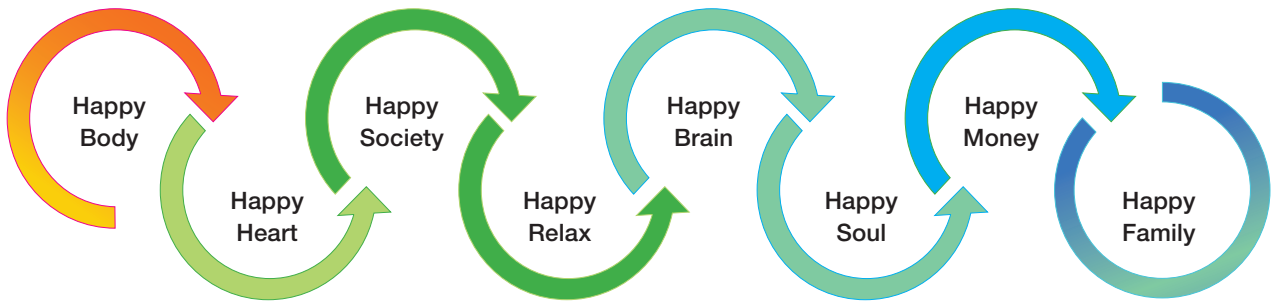 Happy
Body
Happy
Heart
Happy
Society
Happy
Relax
Happy
Brain
Happy
Soul
Happy
Money
Happy
Family